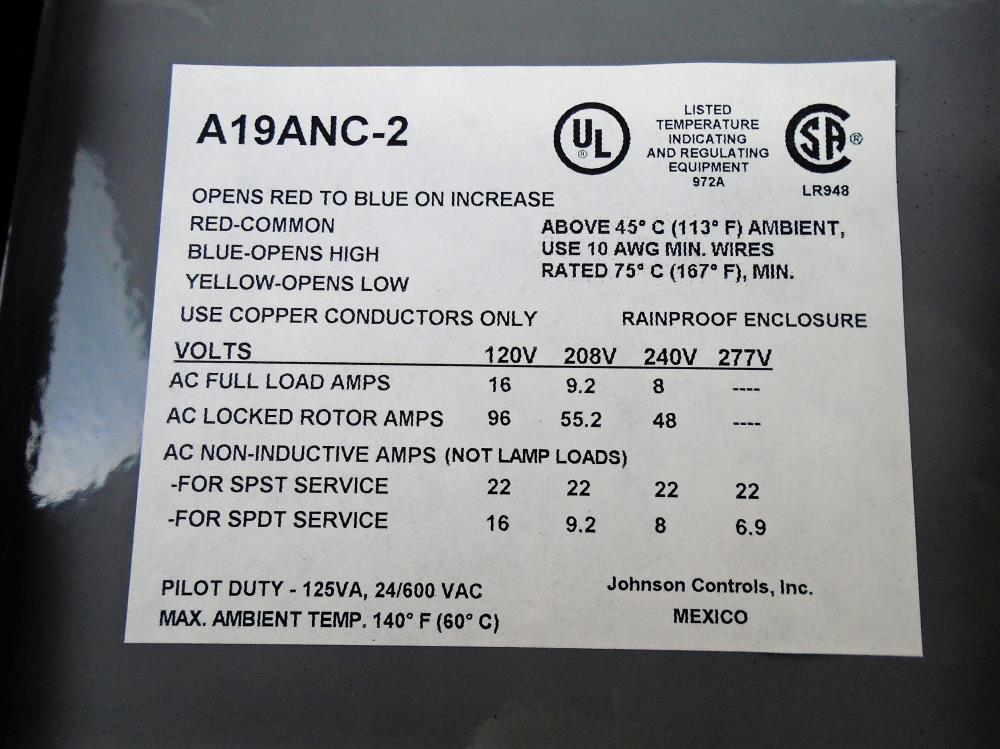 A19ANC-2
UL
®
LISTED
TEMPERATURE
INDICATING
AND REGULATING
EQUIPMENT
972A
SA ®
LR948
OPENS RED TO BLUE ON INCREASE
RED-COMMON
BLUE-OPENS HIGH
YELLOW-OPENS LOW
ABOVE 45° C (113° F) AMBIENT,
USE 10 AWG MIN. WIRES
RATED 75° C (167° F), MIN.
USE COPPER CONDUCTORS ONLY RAINPROOF ENCLOSURE
VOLTS 120V 208V 240V 277V
AC FULL LOAD AMPS 16 9.2 8 ----
AC LOCKED ROTOR AMPS 96 55.2 48 ----
AC NON-INDUCTIVE AMPS (NOT LAMP LOADS)
-FOR SPST SERVICE 22 22 22 22
-FOR SPDT SERVICE 16 9.2 8 6.9
PILOT DUTY - 125VA, 24/600 VAC
MAX. AMBIENT TEMP. 140° F (60° C)
Johnson Controls, Inc.
MEXICO